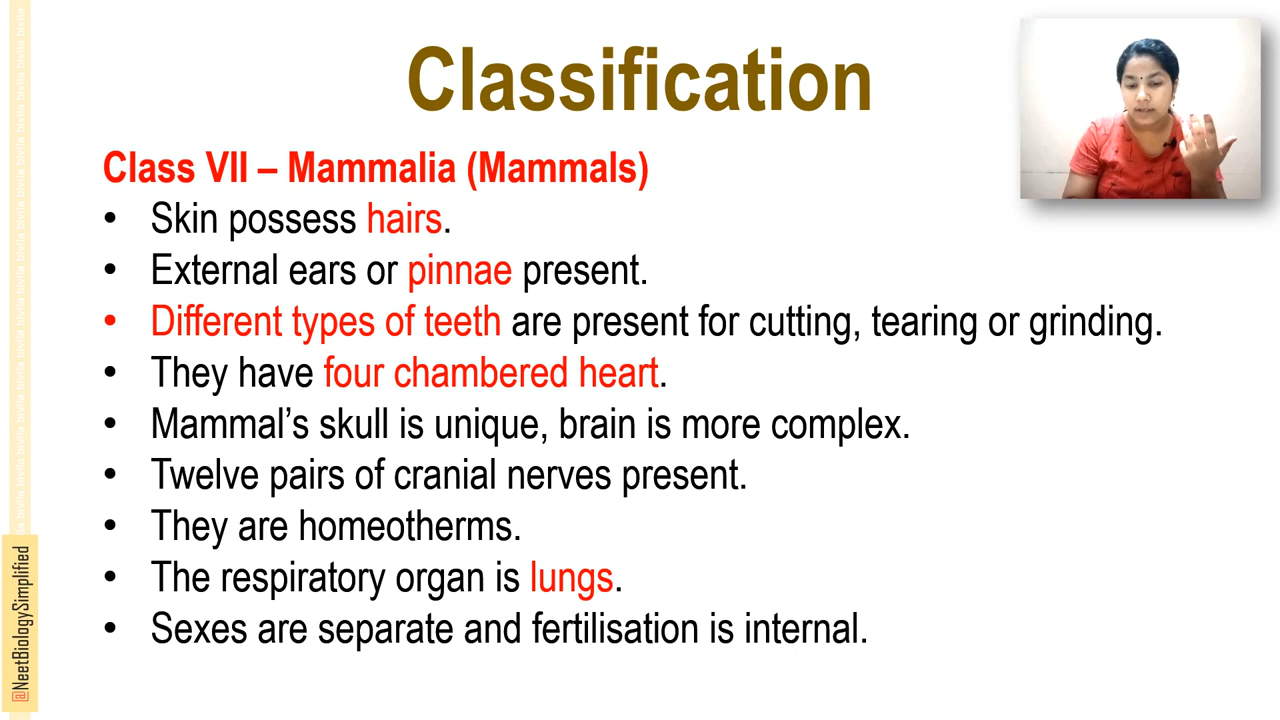 Classification
Class VII – Mammalia (Mammals)
• Skin possess hairs.
• External ears or pinnae present.
• Different types of teeth are present for cutting, tearing or grinding.
• They have four chambered heart.
• Mammal’s skull is unique, brain is more complex.
• Twelve pairs of cranial nerves present.
• They are homeotherms.
• The respiratory organ is lungs.
• Sexes are separate and fertilisation is internal.
@NeetBiologySimplified